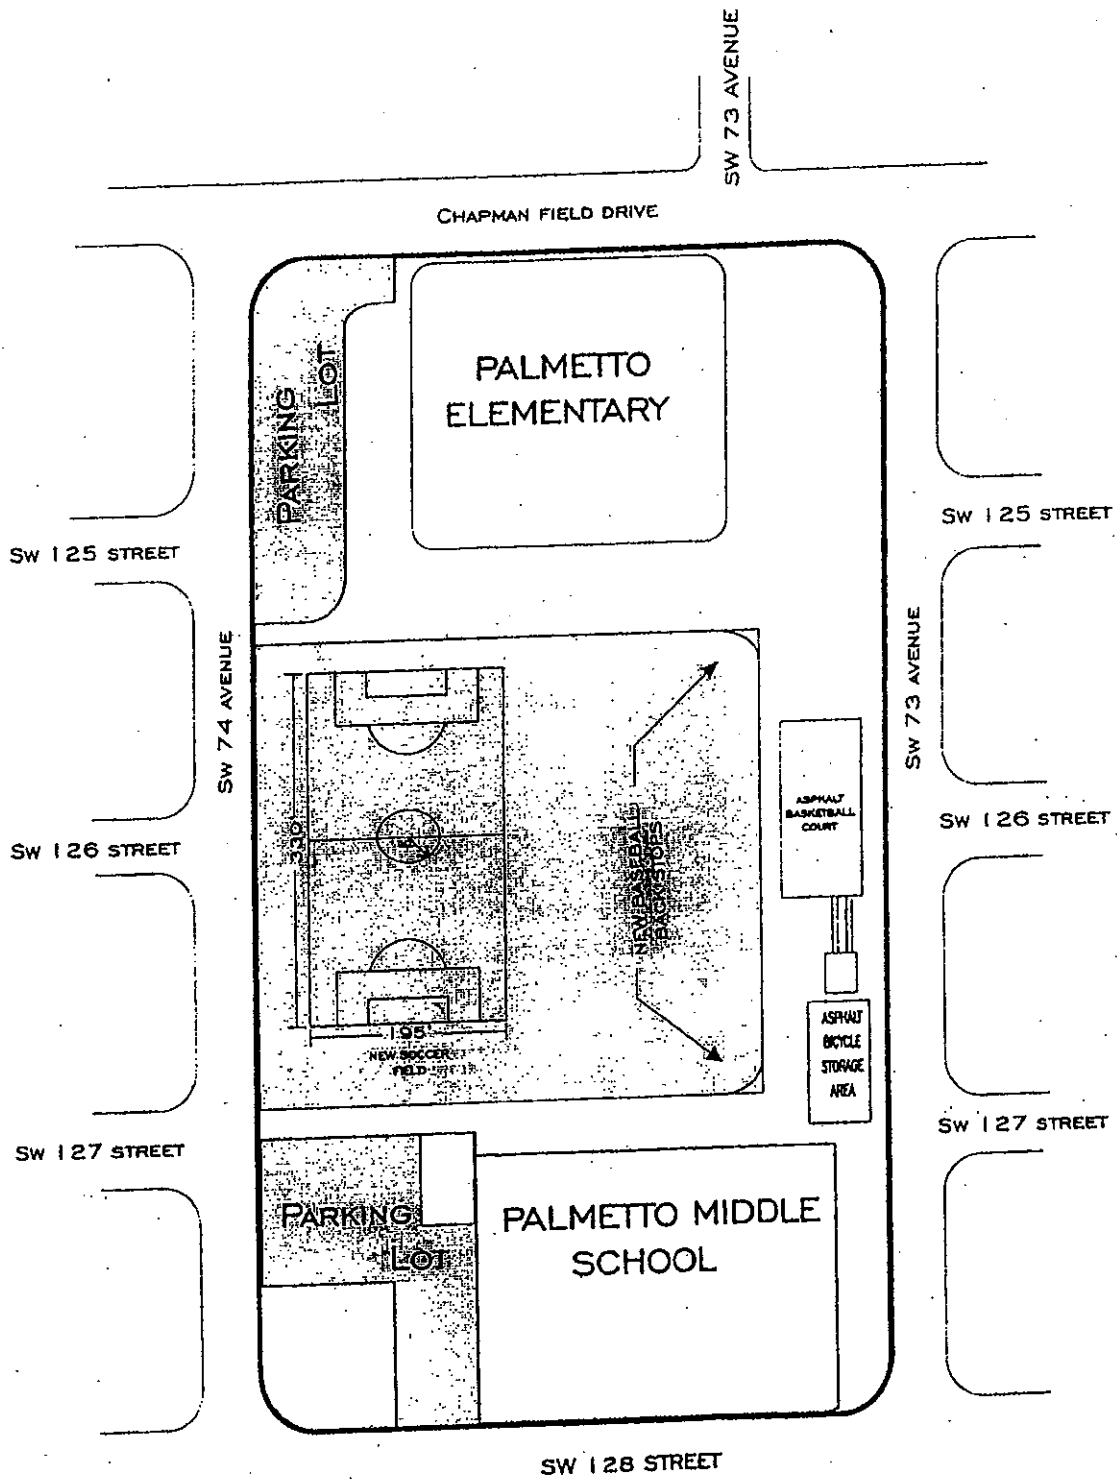 SW 73 AVENUE
CHAPMAN FIELD DRIVE
PARKING
LOT
PALMETTO
ELEMENTARY
SW 125 STREET
SW 125 STREET
SW 74 AVENUE
SW 73 AVENUE
330'
NEW BASEBALL
BACKSTOPS
ASPHALT
BASKETBALL
COURT
SW 126 STREET
SW 126 STREET
195'
NEW SOCCER
FIELD
ASPHALT
BICYCLE
STORAGE
AREA
SW 127 STREET
SW 127 STREET
PARKING
LOT
PALMETTO MIDDLE
SCHOOL
SW 128 STREET